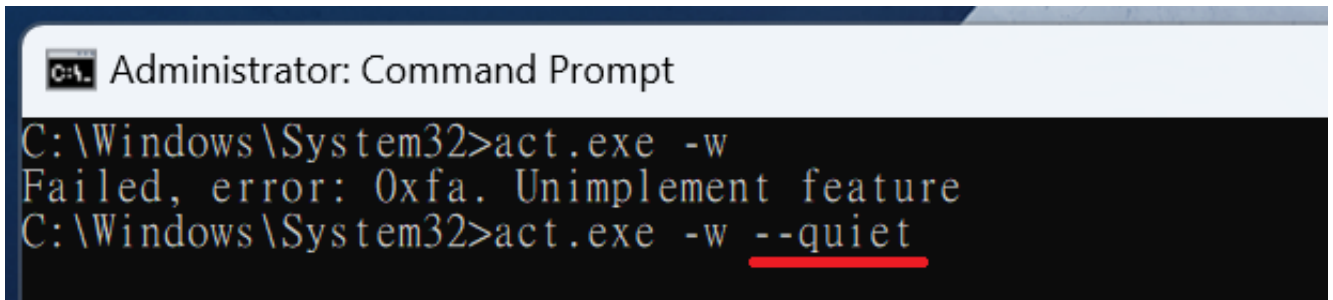 Administrator: Command Prompt
C:\Windows\System32>act.exe -w
Failed, error: 0xfa. Unimplement feature
C:\Windows\System32>act.exe -w --quiet